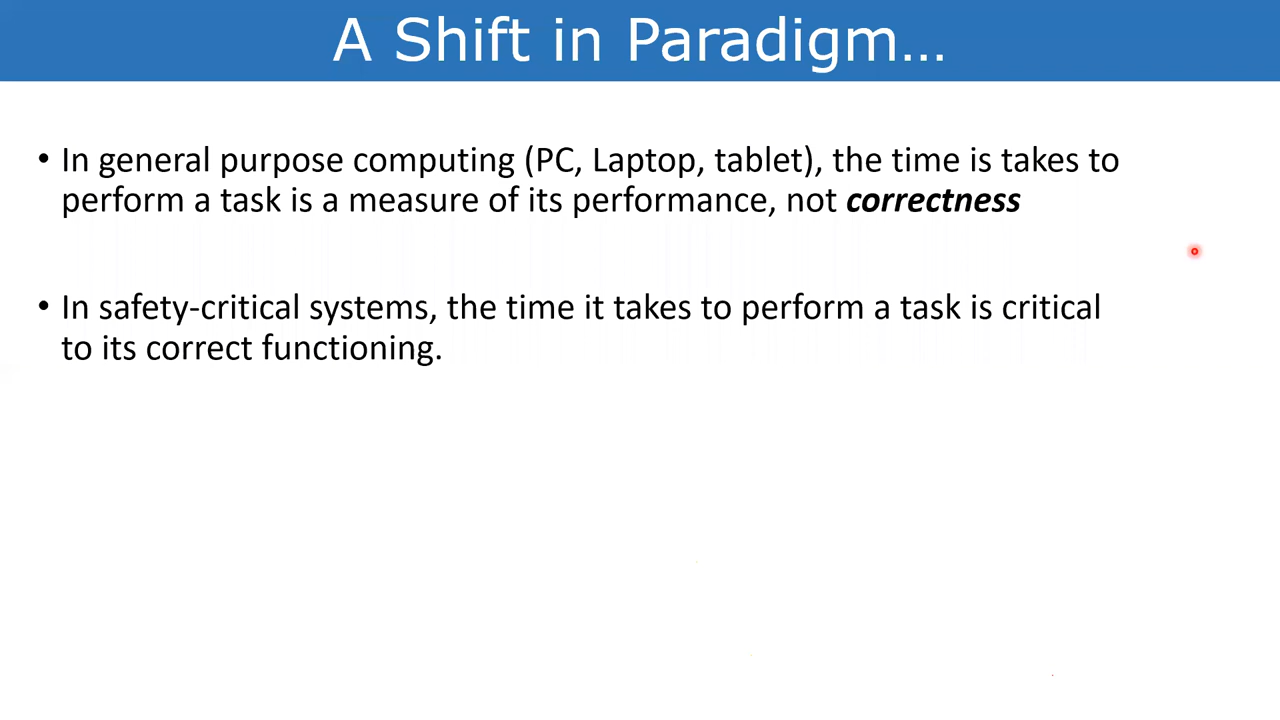 A Shift in Paradigm…
• In general purpose computing (PC, Laptop, tablet), the time is takes to
perform a task is a measure of its performance, not correctness
• In safety-critical systems, the time it takes to perform a task is critical
to its correct functioning.